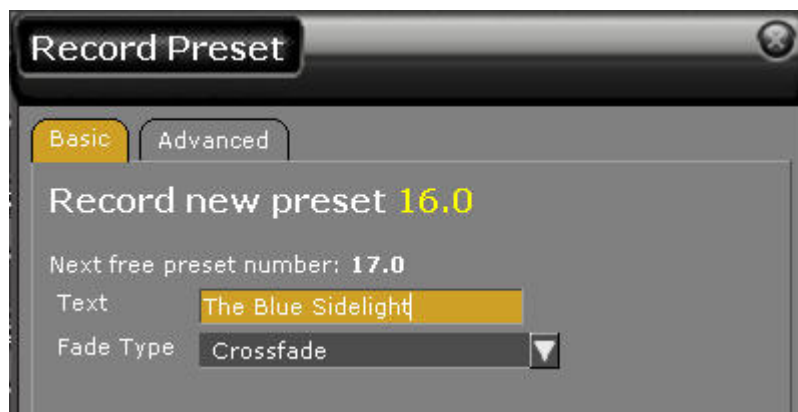 Record Preset
Basic Advanced
Record new preset 16.0
Next free preset number: 17.0
Text The Blue Sidelight
Fade Type Crossfade